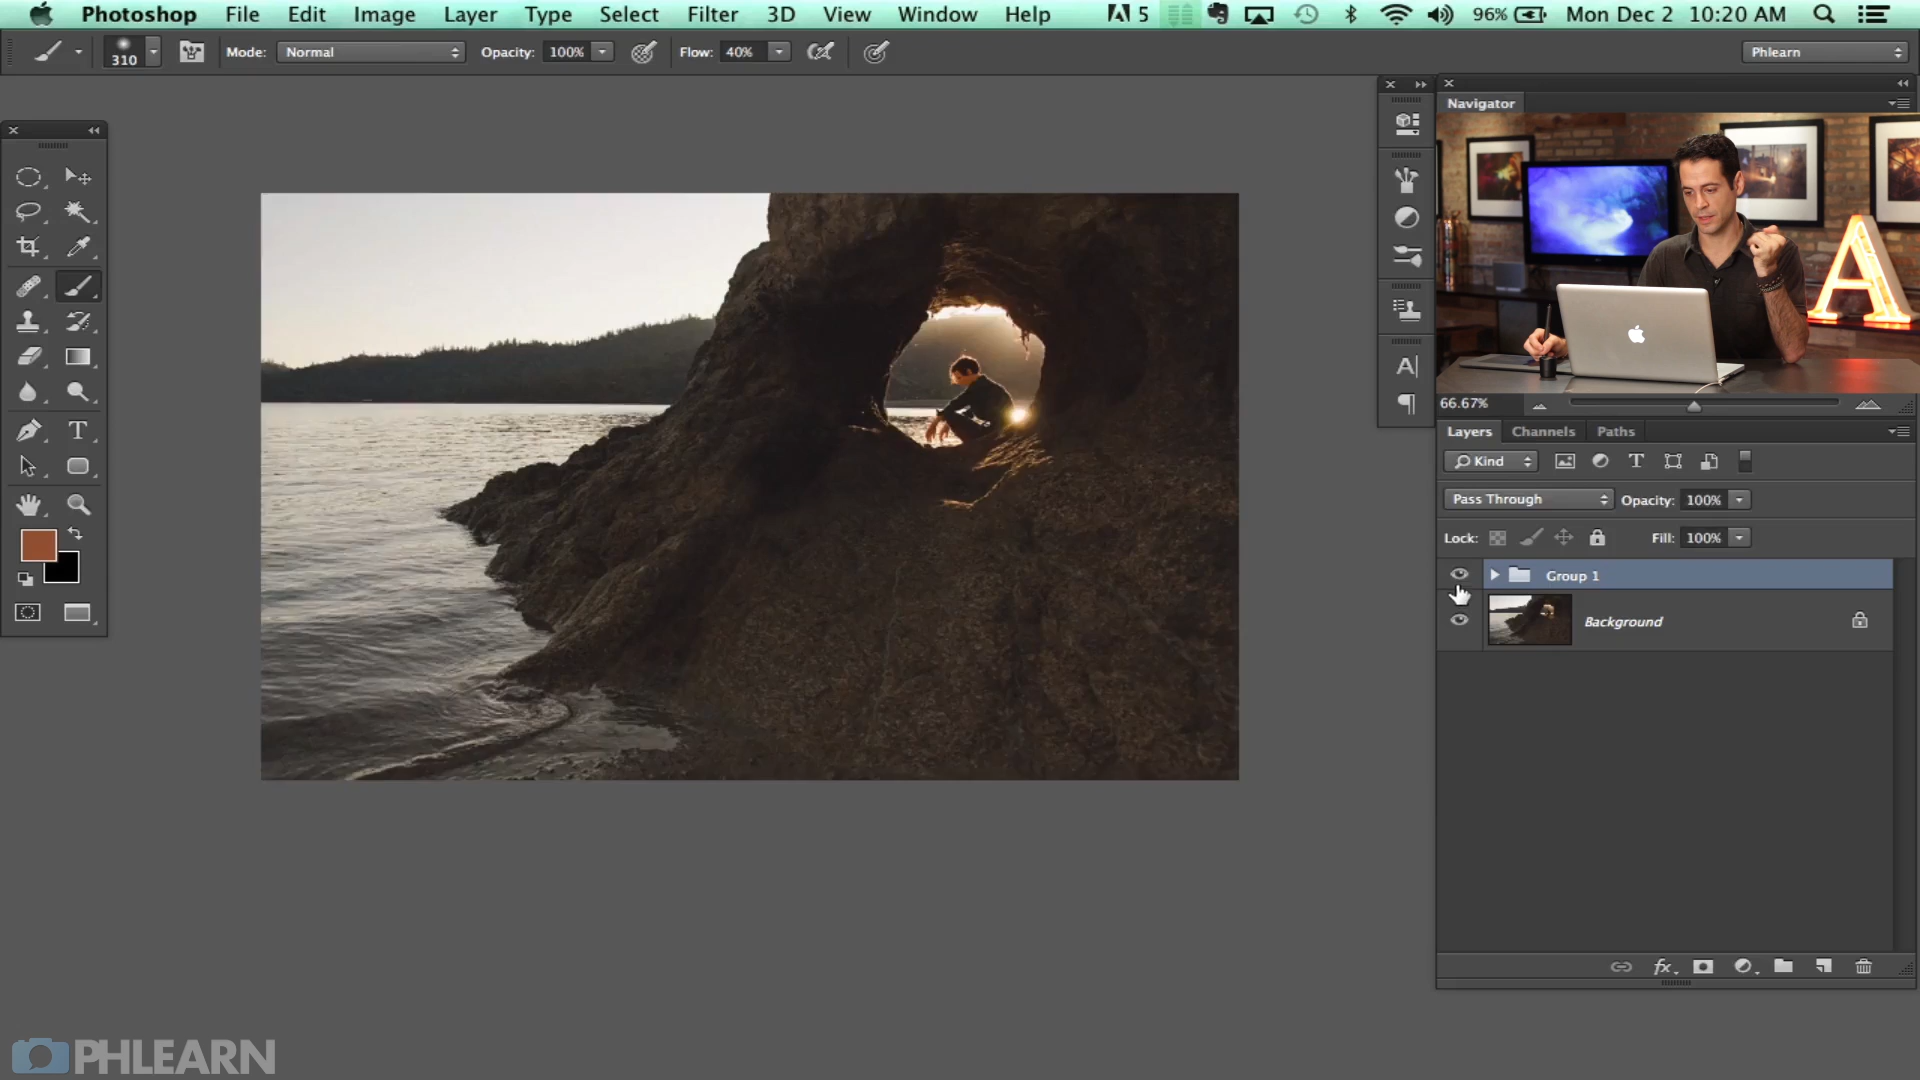 Photoshop File Edit Image Layer Type Select Filter 3D View Window Help 5 96% Mon Dec 2 10:20 AM
310 Mode: Normal Opacity: 100% Flow: 40% Phlearn
Navigator
A
66.67%
Layers Channels Paths
Kind
Pass Through Opacity: 100%
Lock: Fill: 100%
Group 1
Background
fx
PHLEARN